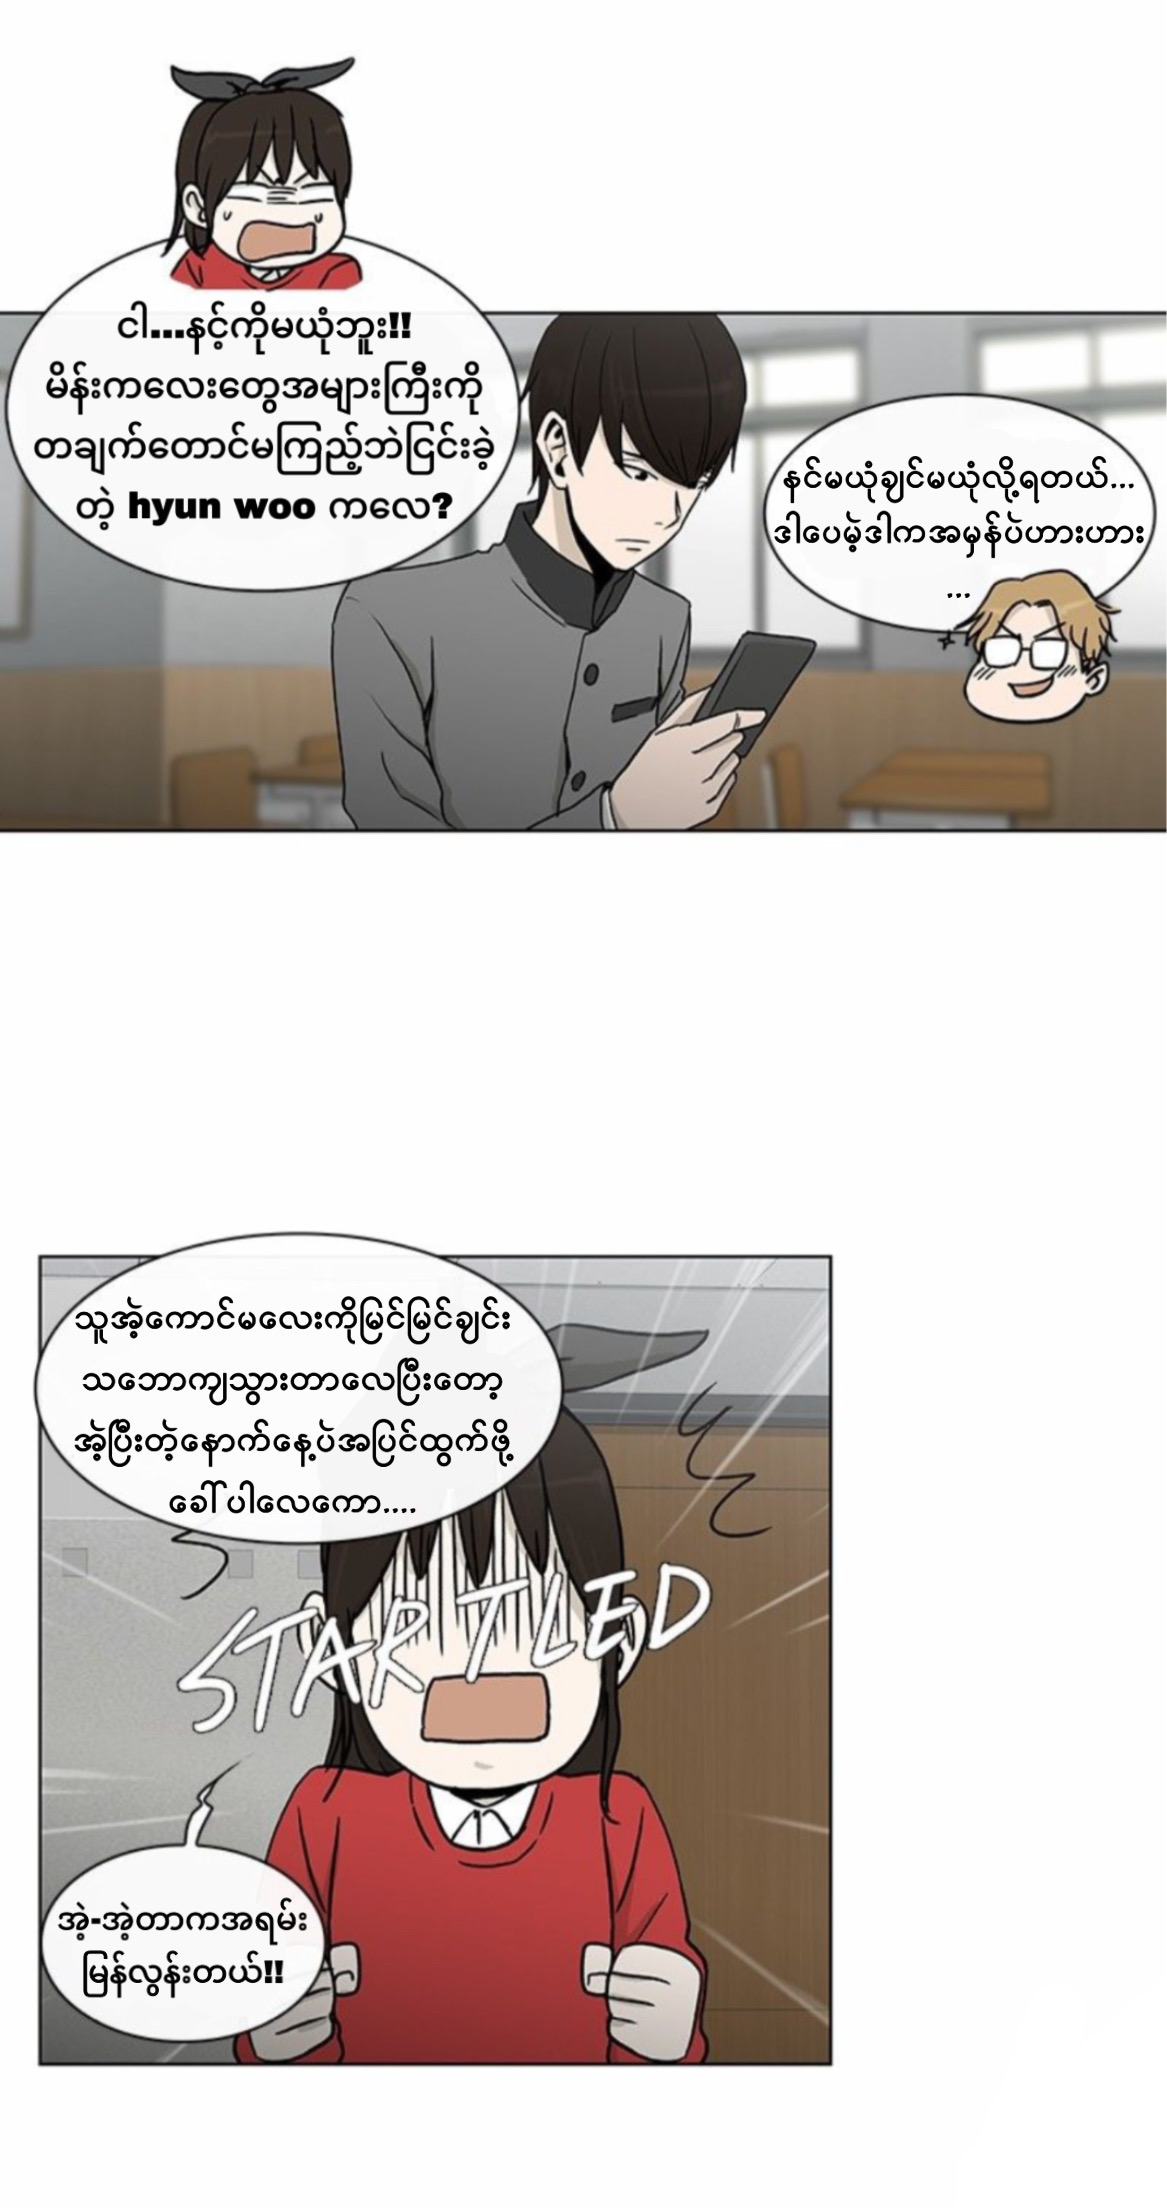 ငါ...နင့်ကိုမယုံဘူး!!
မိန်းကလေးတွေအများကြီးကို
တချက်တောင်မကြည့်ဘဲငြင်းခဲ့
တဲ့ hyun woo ကလေ?
နင်မယုံချင်မယုံလို့ရတယ်...
ဒါပေမဲ့ဒါကအမှန်ပဲဟားဟား
...
သူအဲ့ကောင်မလေးကိုမြင်မြင်ချင်း
သဘောကျသွားတာလေပြီးတော့
အဲ့ပြီးတဲ့နောက်နေ့ပဲအပြင်ထွက်ဖို့
ခေါ်ပါလေကော....
STARTLED
အဲ့-အဲ့တာကအရမ်း
မြန်လွန်းတယ်!!